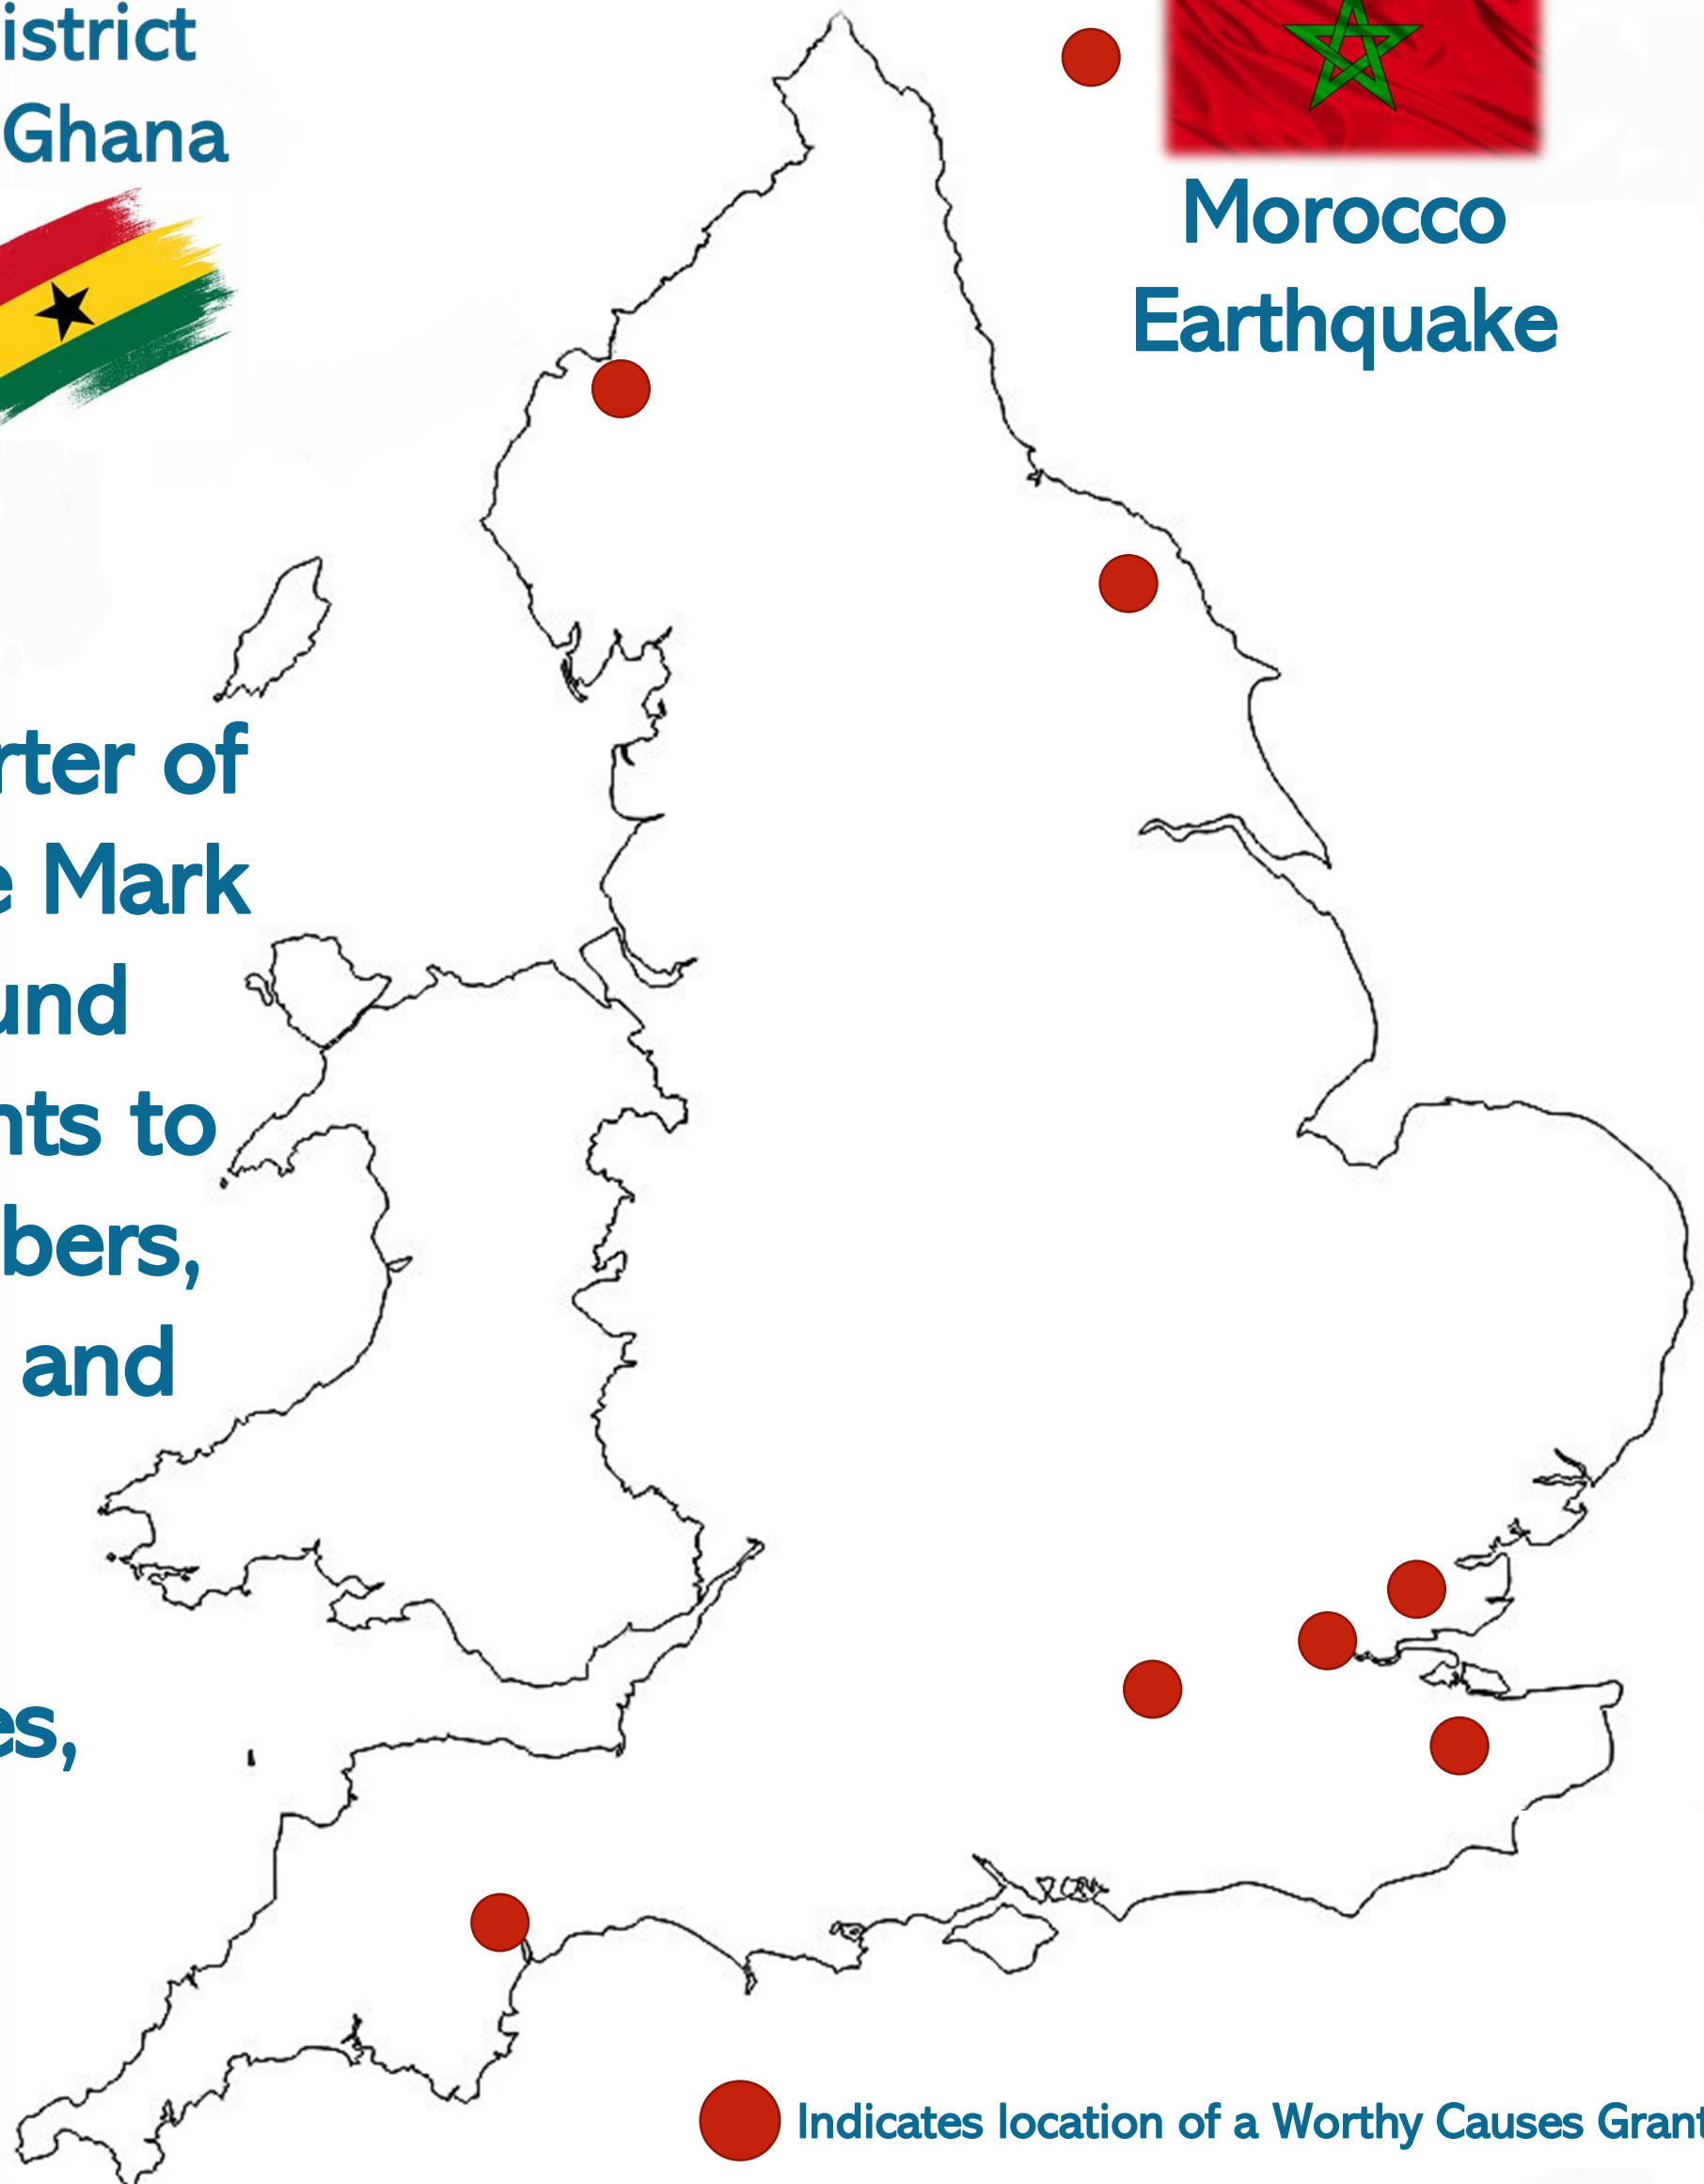 istrict
Ghana
Morocco
Earthquake
rter of
e Mark
und
nts to
bers,
and
es,
Indicates location of a Worthy Causes Grant